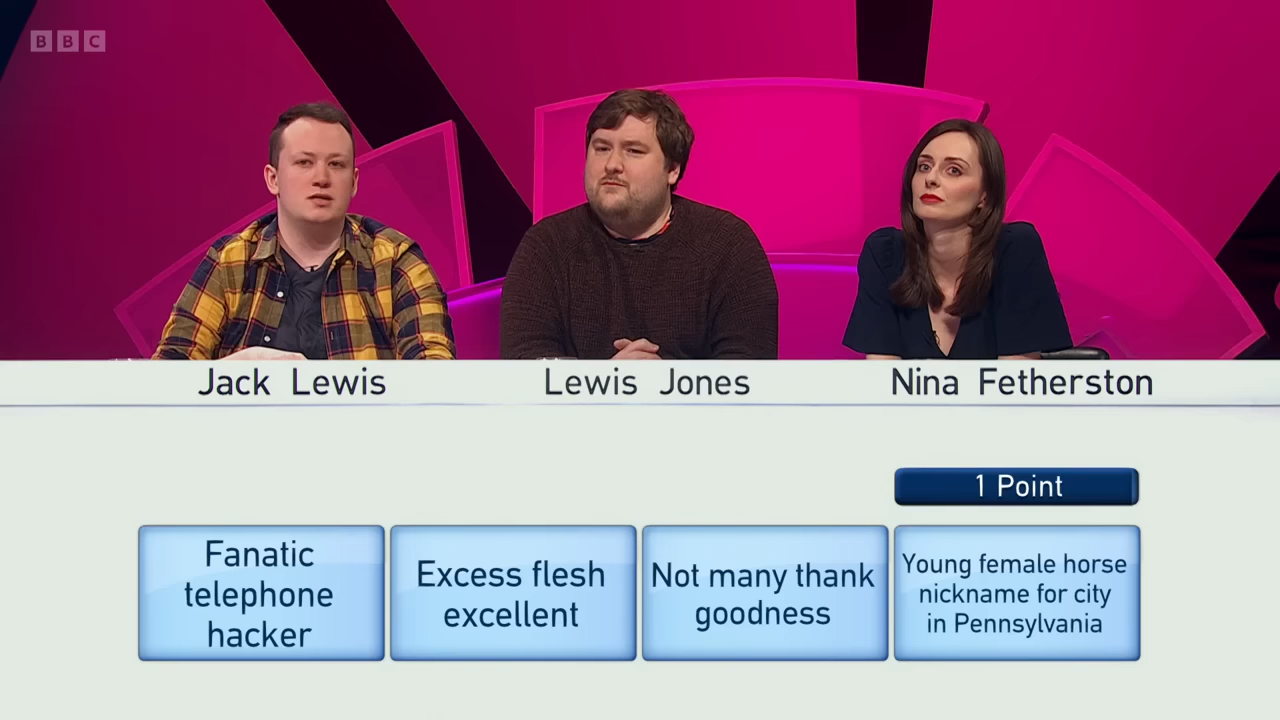 BBC
Jack Lewis
Lewis Jones
Nina Fetherston
1 Point
Fanatic
telephone
hacker
Excess flesh
excellent
Not many thank
goodness
Young female horse
nickname for city
in Pennsylvania